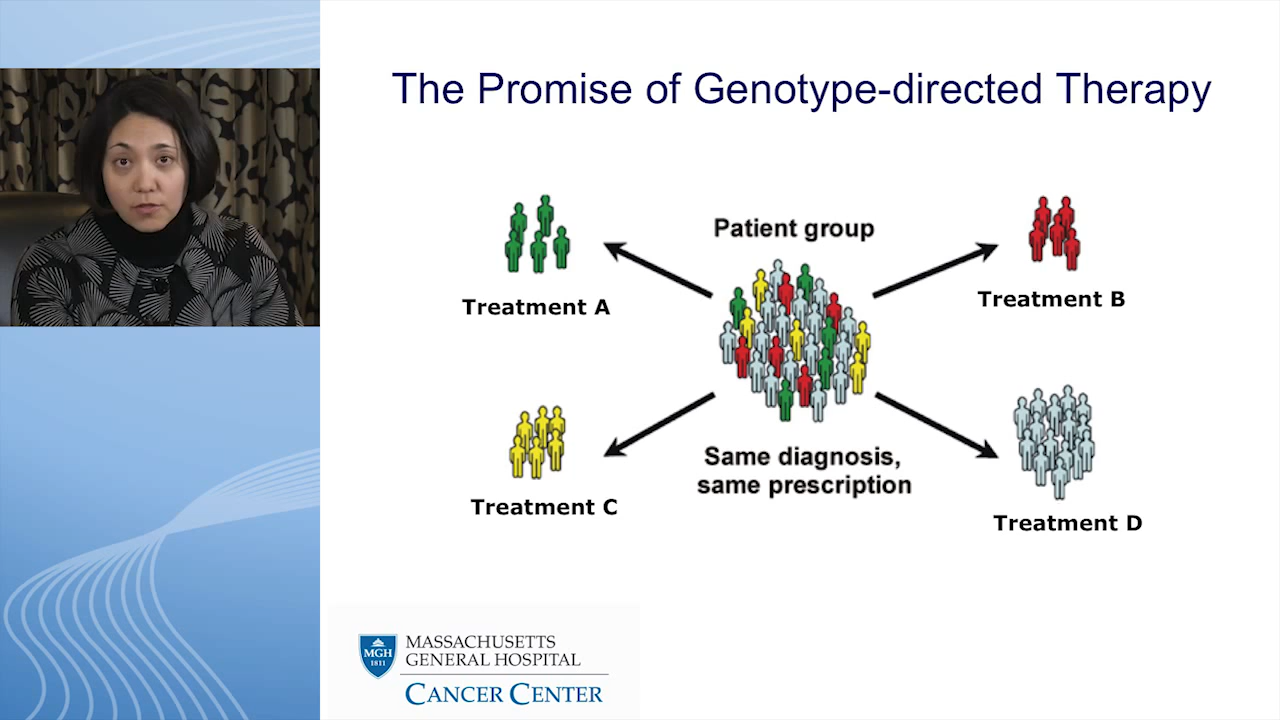 The Promise of Genotype-directed Therapy
Patient group
Treatment A
Treatment B
Same diagnosis,
same prescription
Treatment C
Treatment D
MGH
1811
MASSACHUSETTS
GENERAL HOSPITAL
CANCER CENTER